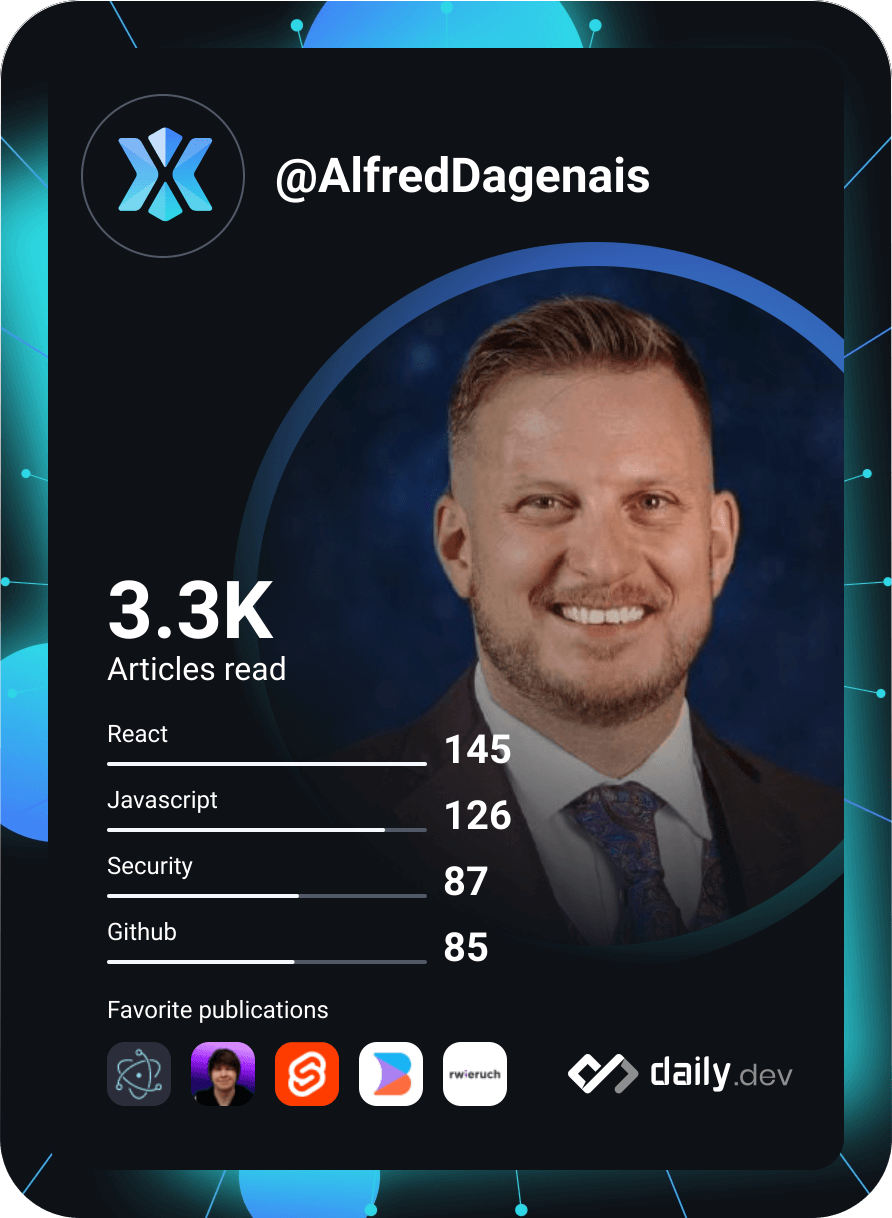 @AlfredDagenais
3.3K
Articles read
React
145
Javascript
126
Security
87
Github
85
Favorite publications
rwieruch
daily.dev